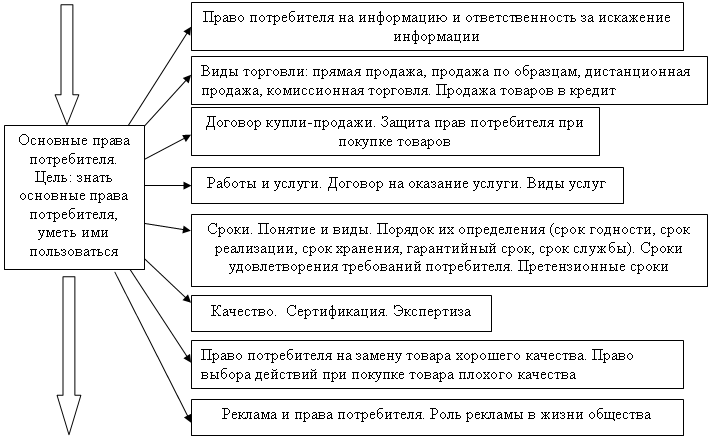 Право потребителя на информацию и ответственность за искажение
информации
Виды торговли: прямая продажа, продажа по образцам, дистанционная
продажа, комиссионная торговля. Продажа товаров в кредит
Договор купли-продажи. Защита прав потребителя при
покупке товаров
Основные права
потребителя.
Цель: знать
основные права
потребителя,
уметь ими
пользоваться
Работы и услуги. Договор на оказание услуги. Виды услуг
Сроки. Понятие и виды. Порядок их определения (срок годности, срок
реализации, срок хранения, гарантийный срок, срок службы). Сроки
удовлетворения требований потребителя. Претензионные сроки
Качество. Сертификация. Экспертиза
Право потребителя на замену товара хорошего качества. Право
выбора действий при покупке товара плохого качества
Реклама и права потребителя. Роль рекламы в жизни общества